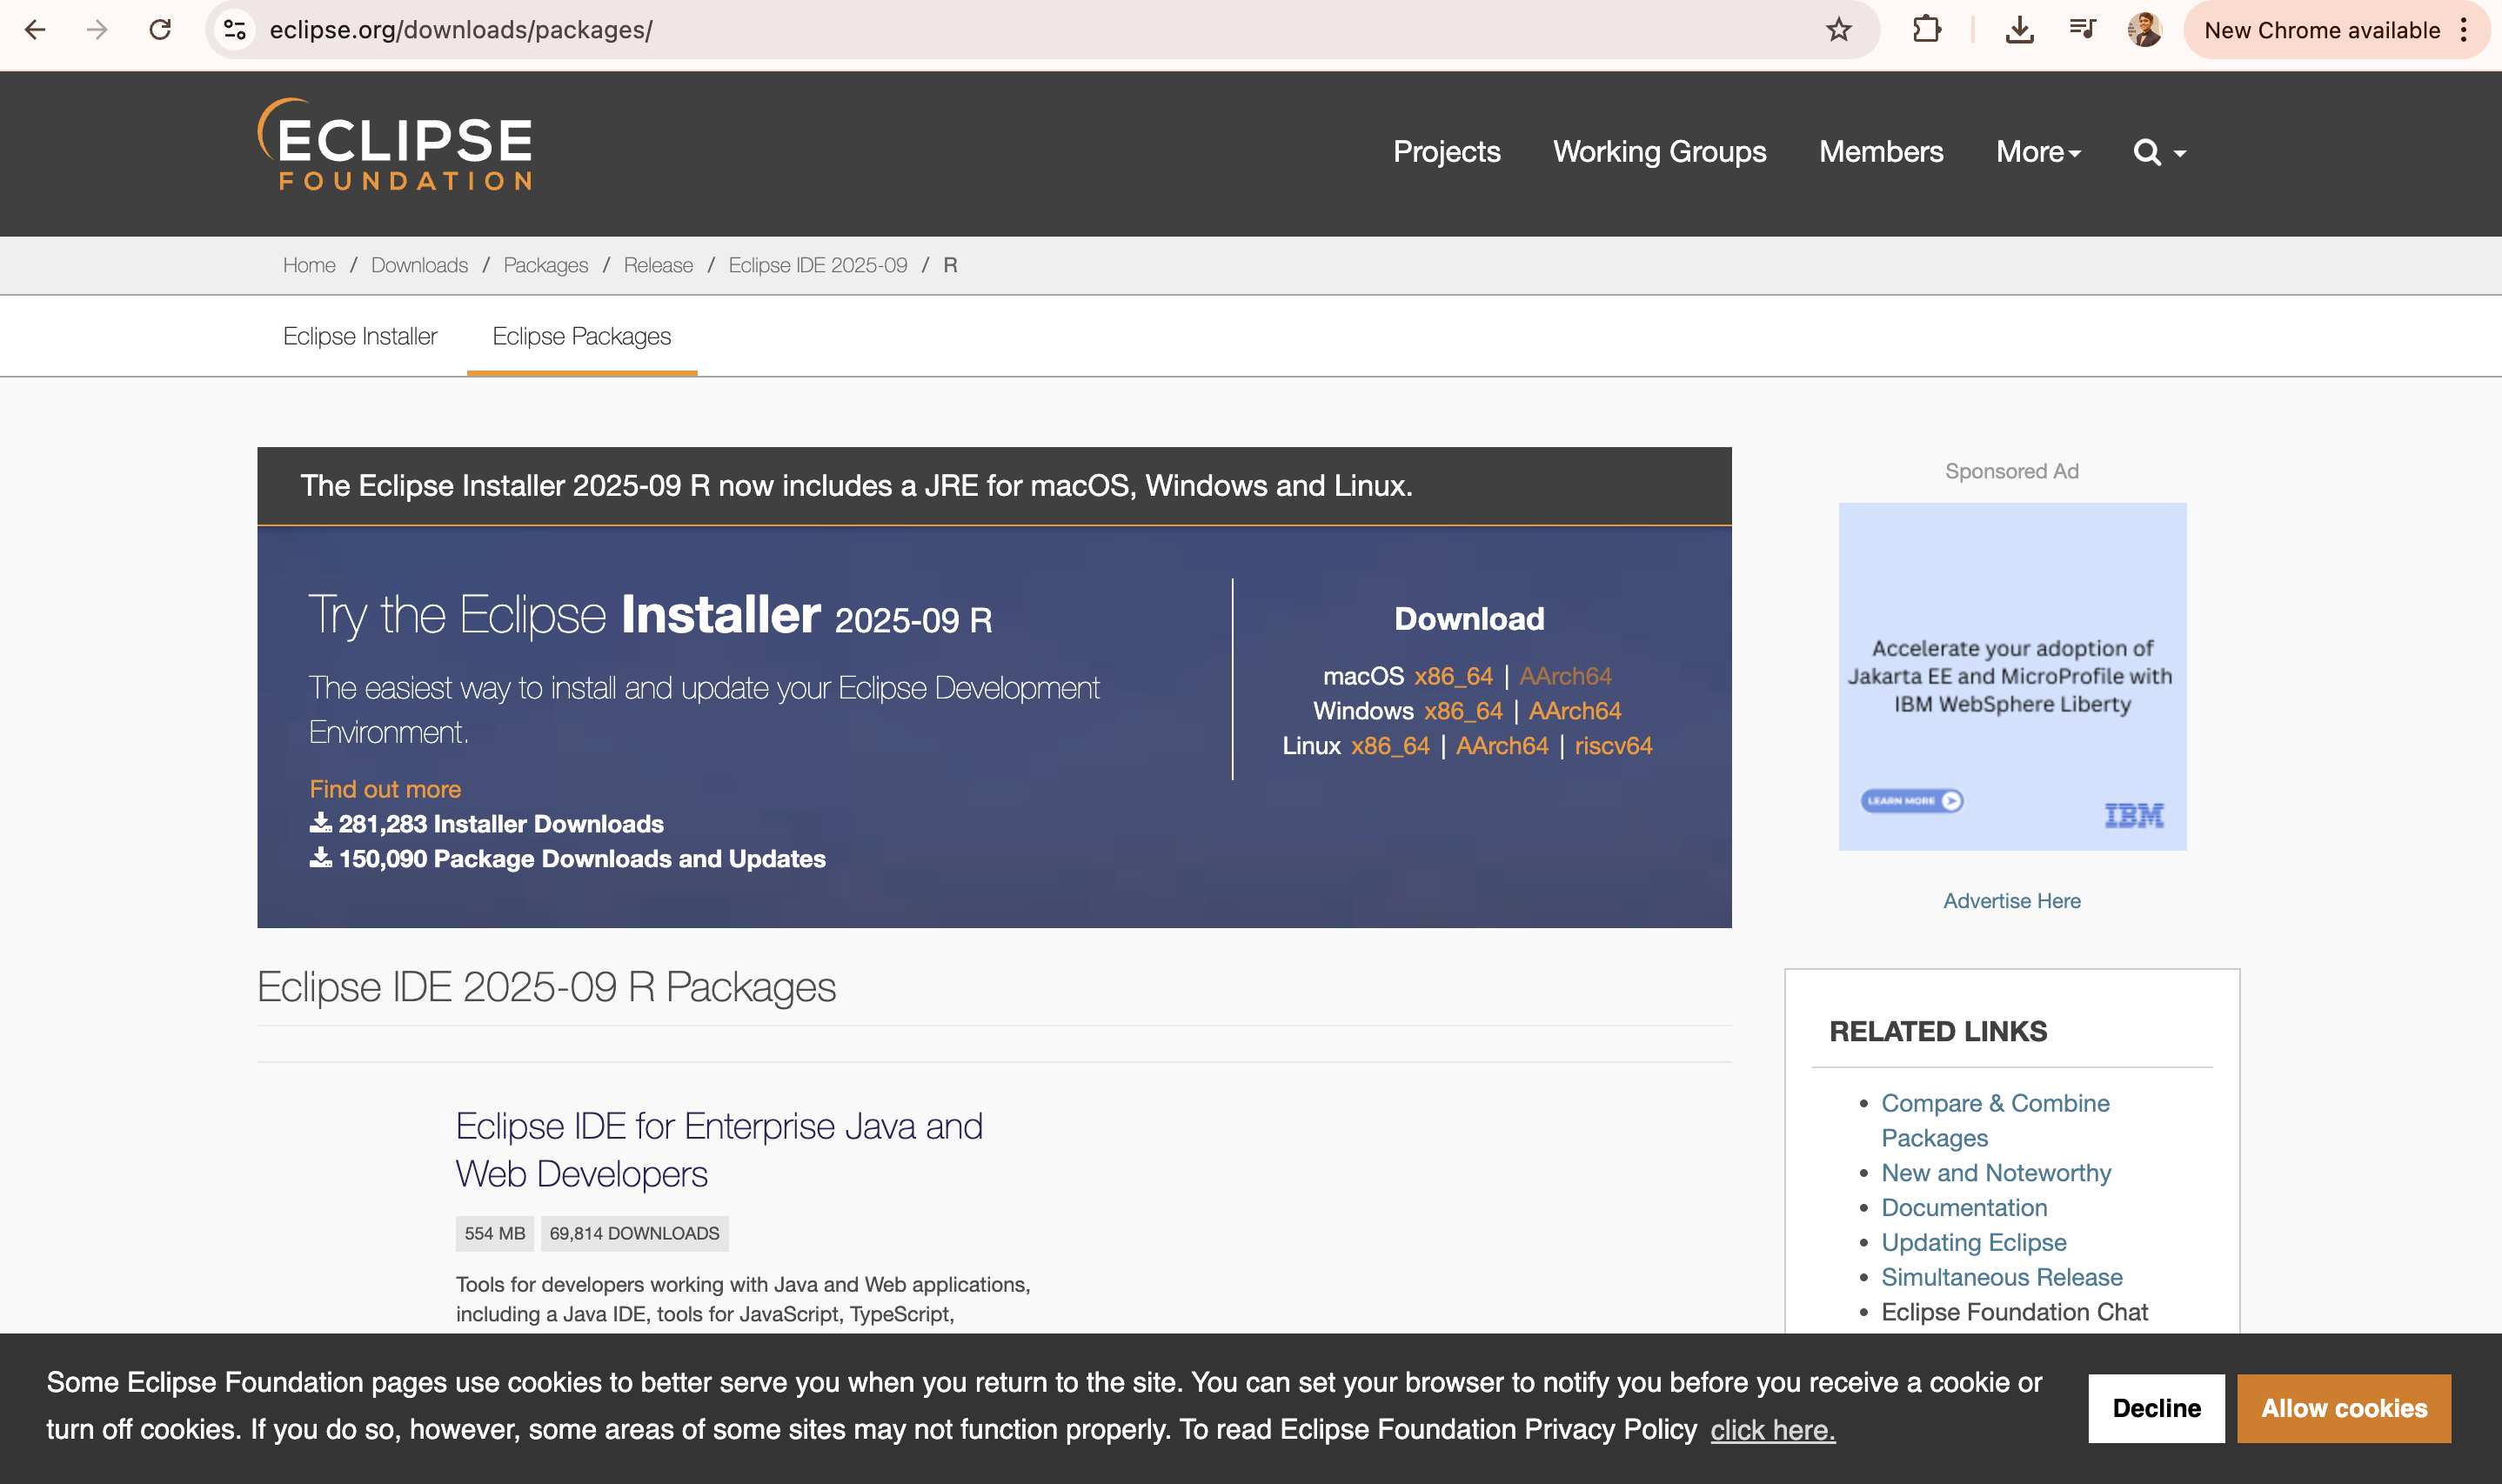 eclipse.org/downloads/packages/
New Chrome available
ECLIPSE
FOUNDATION
Projects
Working Groups
Members
More
Home / Downloads / Packages / Release / Eclipse IDE 2025-09 / R
Eclipse Installer
Eclipse Packages
The Eclipse Installer 2025-09 R now includes a JRE for macOS, Windows and Linux.
Try the Eclipse Installer 2025-09 R
The easiest way to install and update your Eclipse Development
Environment.
Find out more
281,283 Installer Downloads
150,090 Package Downloads and Updates
Download
macOS x86_64 | AArch64
Windows x86_64 | AArch64
Linux x86_64 | AArch64 | riscv64
Sponsored Ad
Accelerate your adoption of
Jakarta EE and MicroProfile with
IBM WebSphere Liberty
LEARN MORE
IBM
Advertise Here
Eclipse IDE 2025-09 R Packages
Eclipse IDE for Enterprise Java and
Web Developers
554 MB
69,814 DOWNLOADS
Tools for developers working with Java and Web applications,
including a Java IDE, tools for JavaScript, TypeScript,
RELATED LINKS
Compare & Combine
Packages
New and Noteworthy
Documentation
Updating Eclipse
Simultaneous Release
Eclipse Foundation Chat
Some Eclipse Foundation pages use cookies to better serve you when you return to the site. You can set your browser to notify you before you receive a cookie or
turn off cookies. If you do so, however, some areas of some sites may not function properly. To read Eclipse Foundation Privacy Policy click here.
Decline
Allow cookies